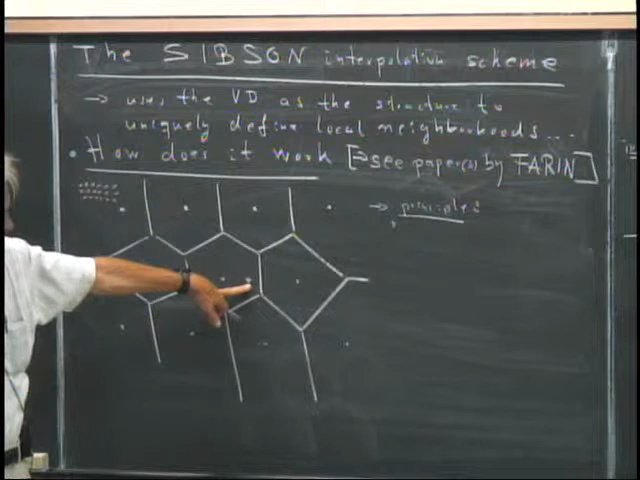 The SIBSON interpolation scheme
→ uses the VD as the structure to
uniquely define local neighborhoods...
• How does it work [→ see paper(s) by FARIN]
→ principle: